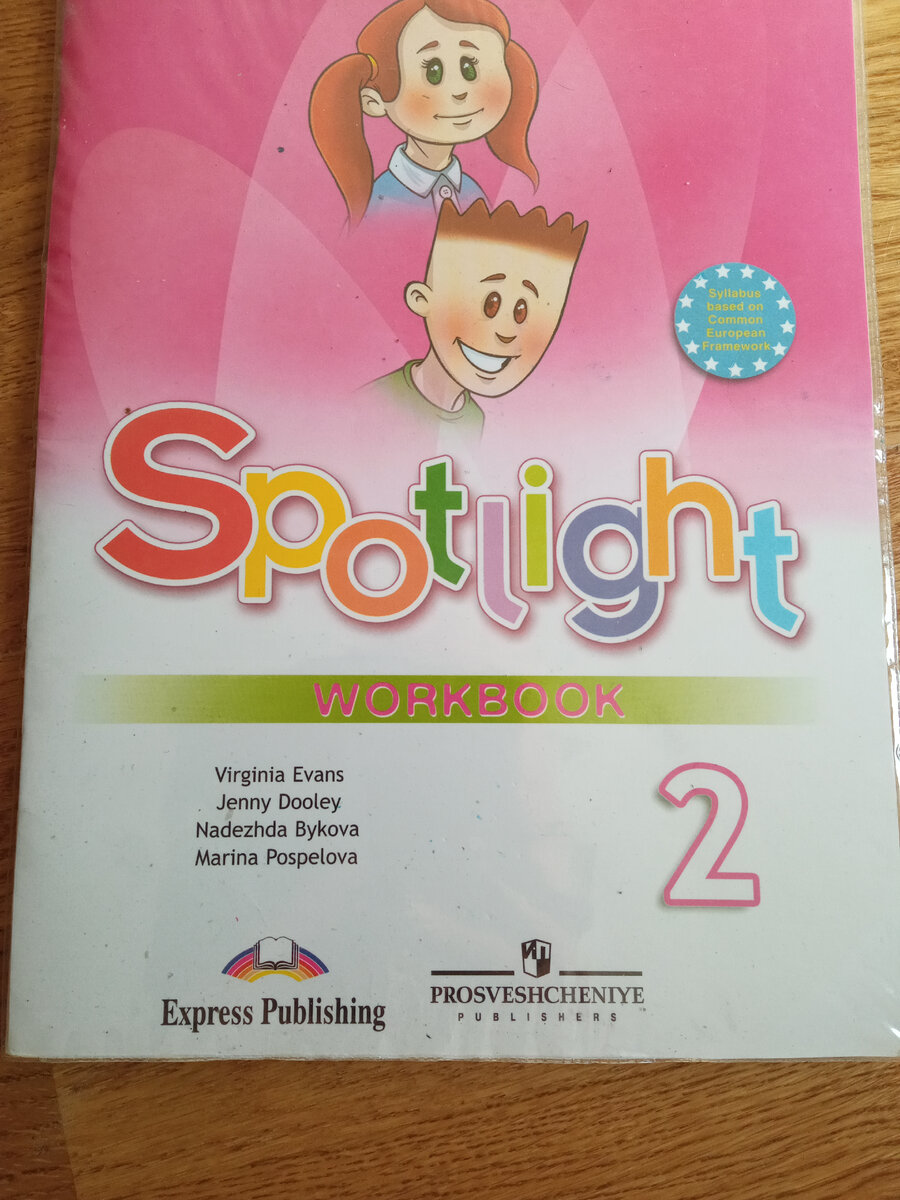 Syllabus
based on
Common
European
Framework
Spotlight
WORKBOOK
Virginia Evans
Jenny Dooley
Nadezhda Bykova
Marina Pospelova
2
Express Publishing
ИП
PROSVESHCHENIYE
PUBLISHERS